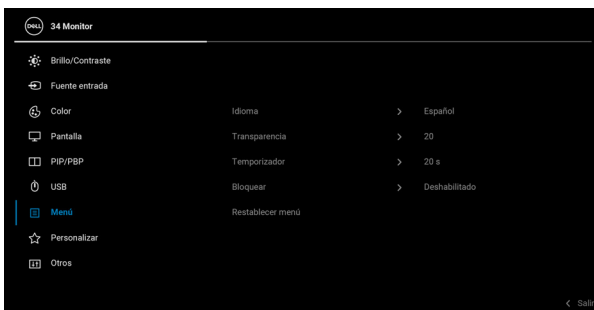 DELL 34 Monitor
Brillo/Contraste
Fuente entrada
Color Idioma Español
Pantalla Transparencia 20
PIP/PBP Temporizador 20 s
USB Bloquear Deshabilitado
Menú Restablecer menú
Personalizar
Otros
Salir